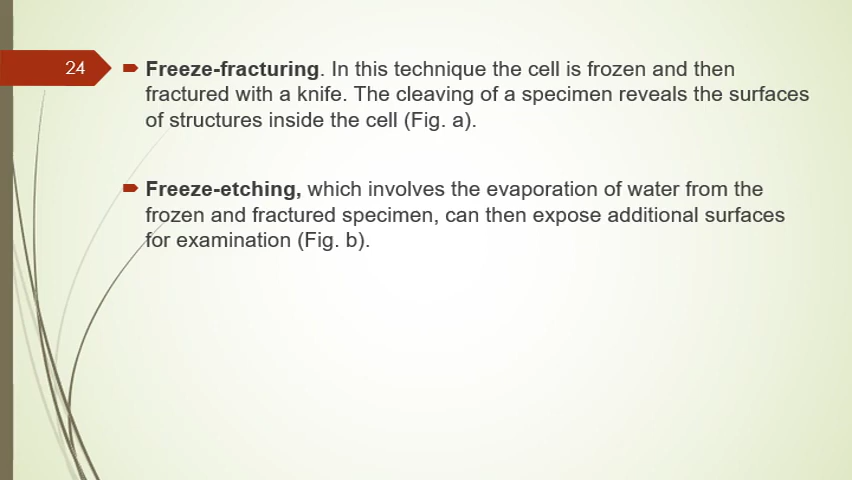 24
Freeze-fracturing. In this technique the cell is frozen and then
fractured with a knife. The cleaving of a specimen reveals the surfaces
of structures inside the cell (Fig. a).
Freeze-etching, which involves the evaporation of water from the
frozen and fractured specimen, can then expose additional surfaces
for examination (Fig. b).